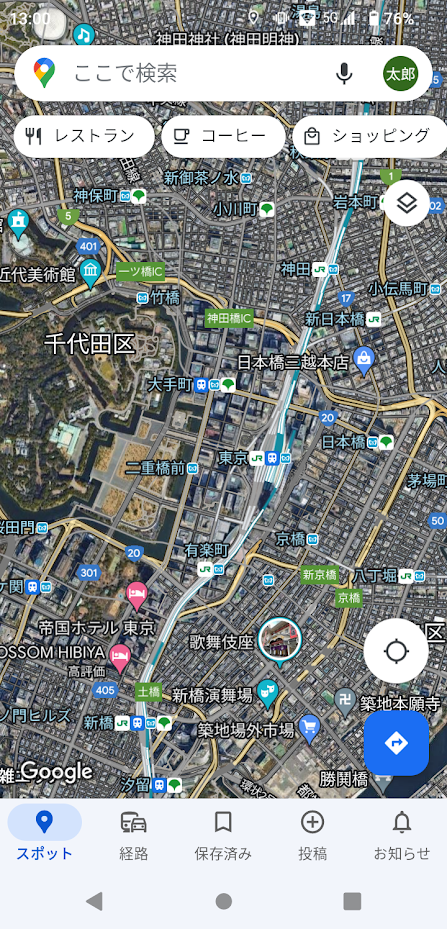 13:00
5G
76%
神田神社 (神田明神)
ここで検索
太郎
レストラン
コーヒー
ショッピング
新御茶ノ水
神保町
小川町
岩本町
1
5
401
近代美術館
一ツ橋IC
竹橋
神田
JR
17
小伝馬町
神田橋IC
新日本橋
JR
千代田区
日本橋三越本店
大手町
20
日本橋
東京
JR
二重橋前
茅場町
50
桜田門
20
有楽町
JR
京橋
301
新京橋
八丁堀
JR
京橋
帝国ホテル 東京
歌舞伎座
OSSOM HIBIYA
高評価
405
土橋
新橋演舞場
築地本願寺
ノ門ヒルズ
新橋
JR
築地場外市場
Google
汐留
勝鬨橋
スポット
経路
保存済み
投稿
お知らせ